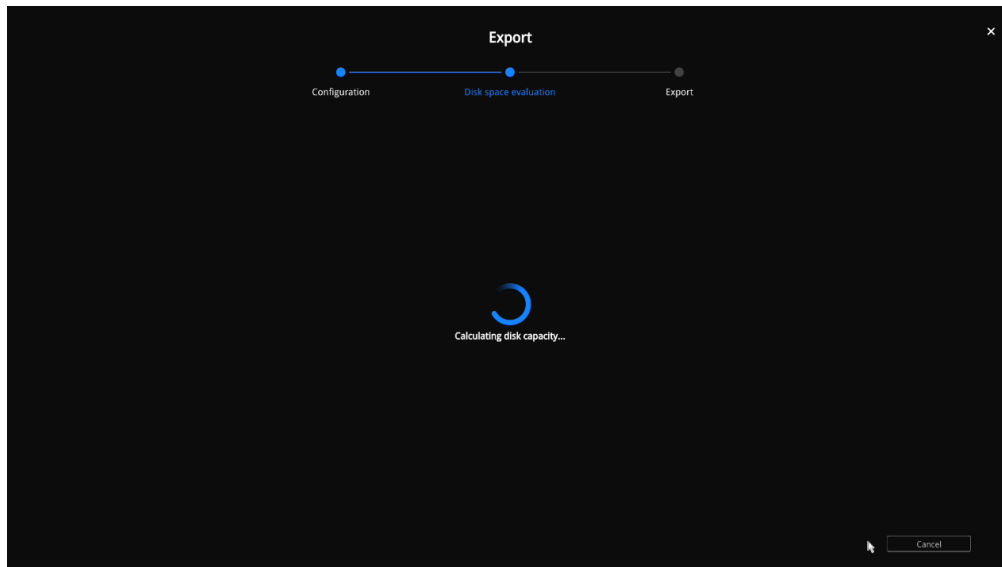 Export
Configuration
Disk space evaluation
Export
Calculating disk capacity...
Cancel